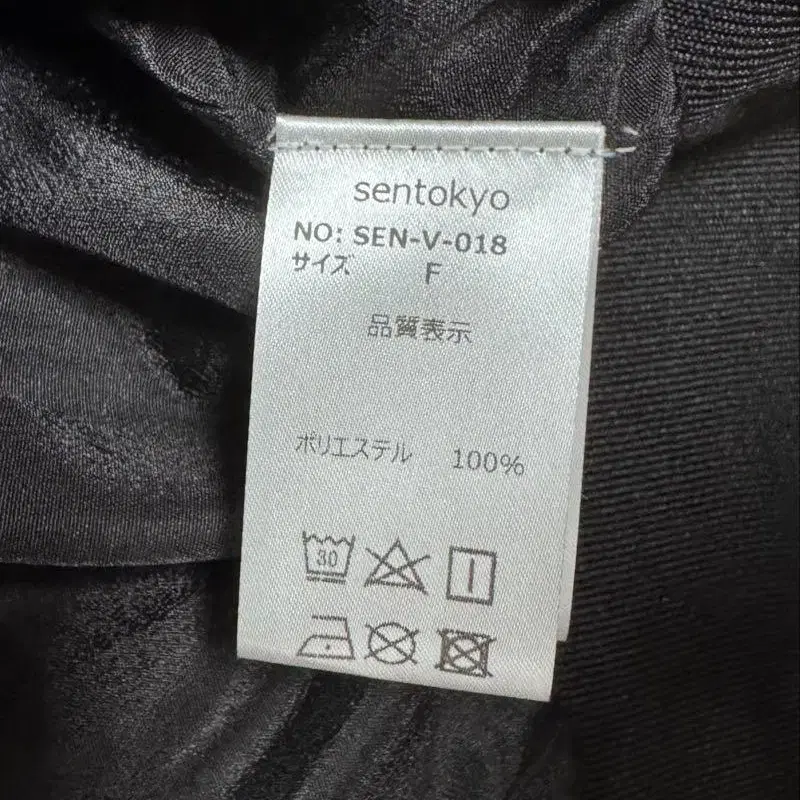 sentokyo
NO: SEN-V-018
サイズ F
品質表示
ポリエステル 100%
30